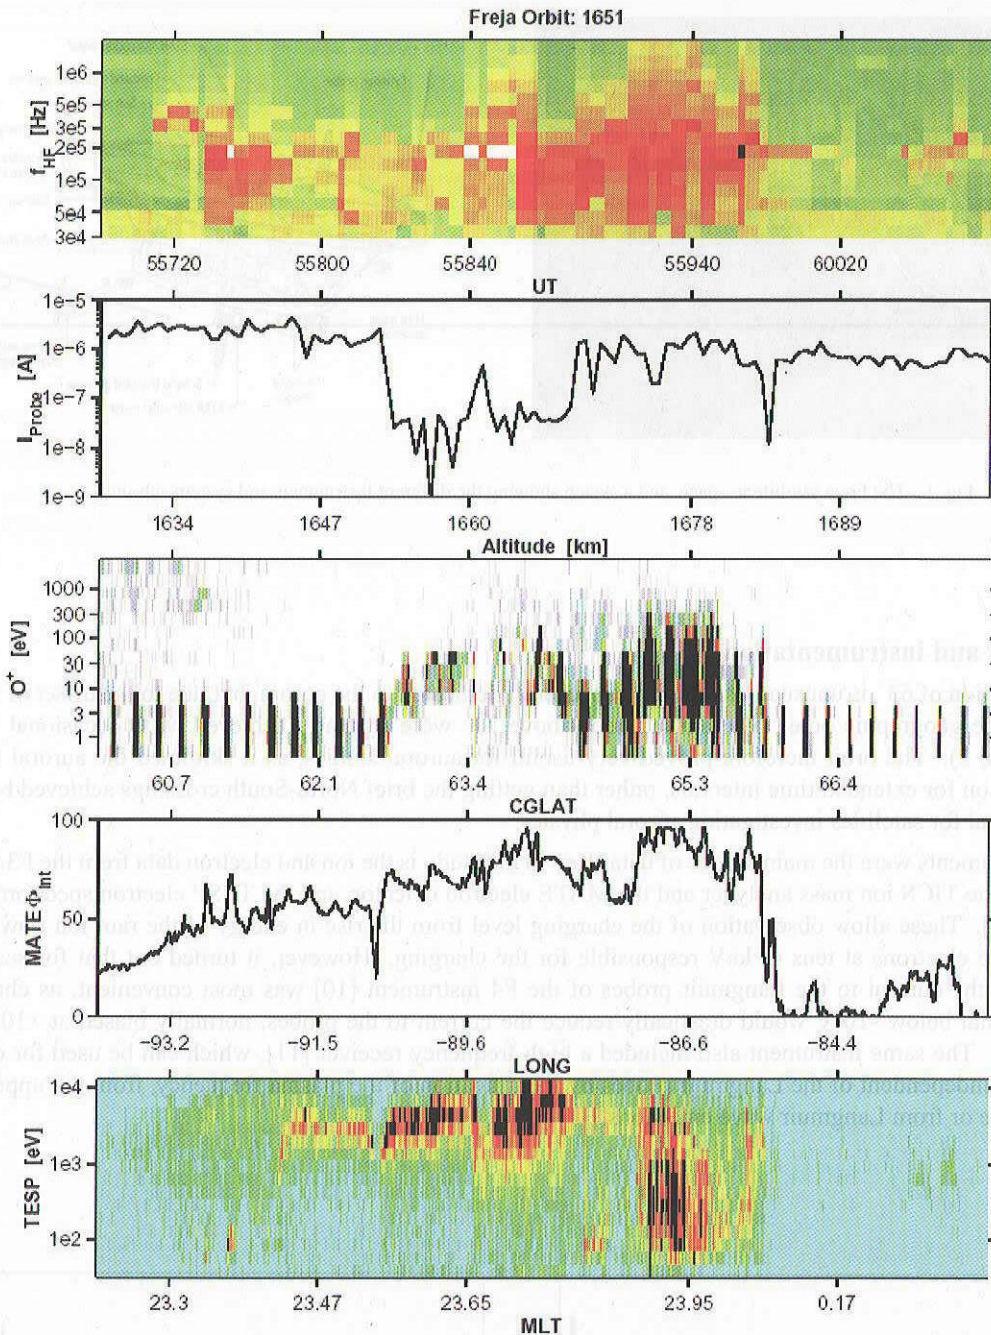 Freja Orbit: 1651
f_HF [Hz]
1e6
5e5
3e5
2e5
1e5
5e4
3e4
55720 55800 55840 55940 60020
UT
I_Probe [A]
1e-5
1e-6
1e-7
1e-8
1e-9
1634 1647 1660 1678 1689
Altitude [km]
O+ [eV]
1000
300
100
30
10
3
1
60.7 62.1 63.4 65.3 66.4
CGLAT
MATE-Φ_Int
100
50
0
-93.2 -91.5 -89.6 -86.6 -84.4
LONG
TESP [eV]
1e4
1e3
1e2
23.3 23.47 23.65 23.95 0.17
MLT